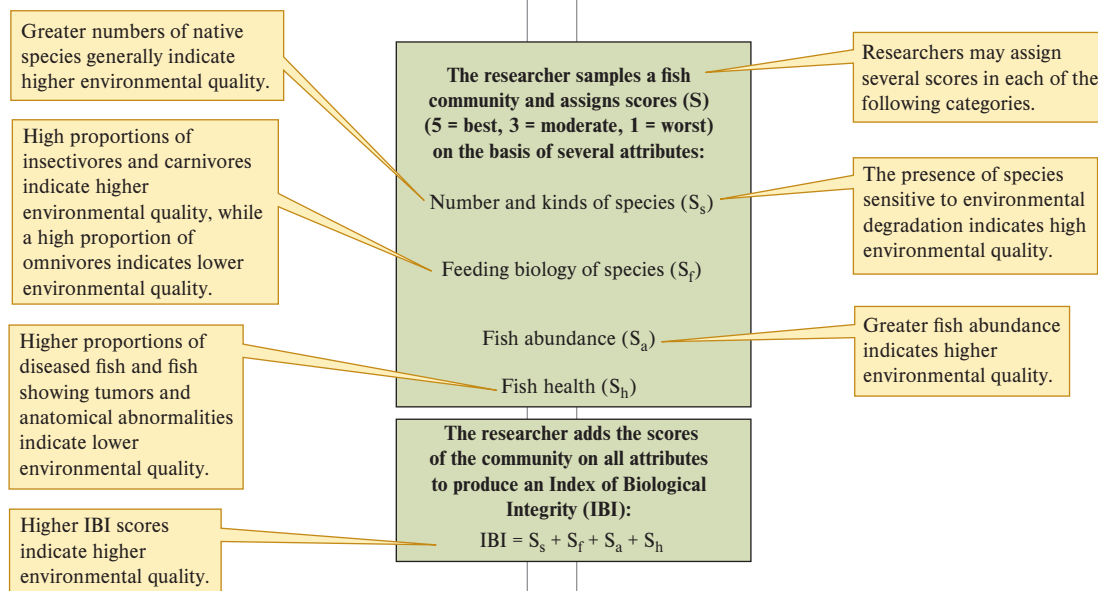 Greater numbers of native
species generally indicate
higher environmental quality.
High proportions of
insectivores and carnivores
indicate higher
environmental quality, while
a high proportion of
omnivores indicates lower
environmental quality.
Higher proportions of
diseased fish and fish
showing tumors and
anatomical abnormalities
indicate lower
environmental quality.
Higher IBI scores
indicate higher
environmental quality.
The researcher samples a fish
community and assigns scores (S)
(5 = best, 3 = moderate, 1 = worst)
on the basis of several attributes:
Number and kinds of species (Sₛ)
Feeding biology of species (S_f)
Fish abundance (Sₐ)
Fish health (Sₕ)
The researcher adds the scores
of the community on all attributes
to produce an Index of Biological
Integrity (IBI):
IBI = Sₛ + S_f + Sₐ + Sₕ
Researchers may assign
several scores in each of the
following categories.
The presence of species
sensitive to environmental
degradation indicates high
environmental quality.
Greater fish abundance
indicates higher
environmental quality.